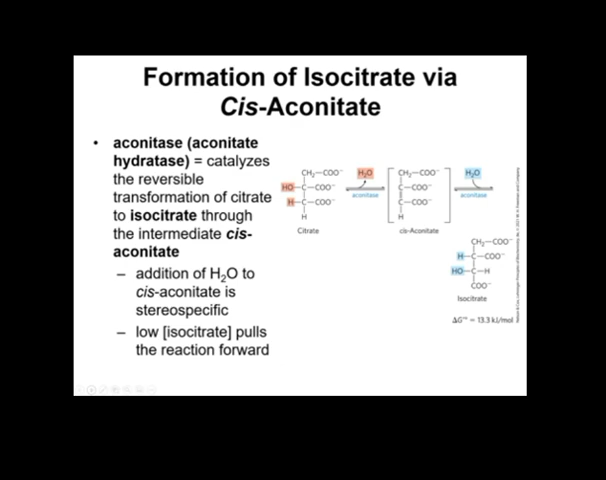 Formation of Isocitrate via
Cis-Aconitate
• aconitase (aconitate
hydratase) = catalyzes
the reversible
transformation of citrate
to isocitrate through
the intermediate cis-
aconitate
– addition of H₂O to
cis-aconitate is
stereospecific
– low [isocitrate] pulls
the reaction forward
CH₂—COO⁻
HO—C—COO⁻
H—C—COO⁻
H
Citrate
H₂O
aconitase
CH₂—COO⁻
C—COO⁻
C—COO⁻
H
cis-Aconitate
H₂O
aconitase
CH₂—COO⁻
H—C—COO⁻
HO—C—H
COO⁻
Isocitrate
ΔG'° = 13.3 kJ/mol